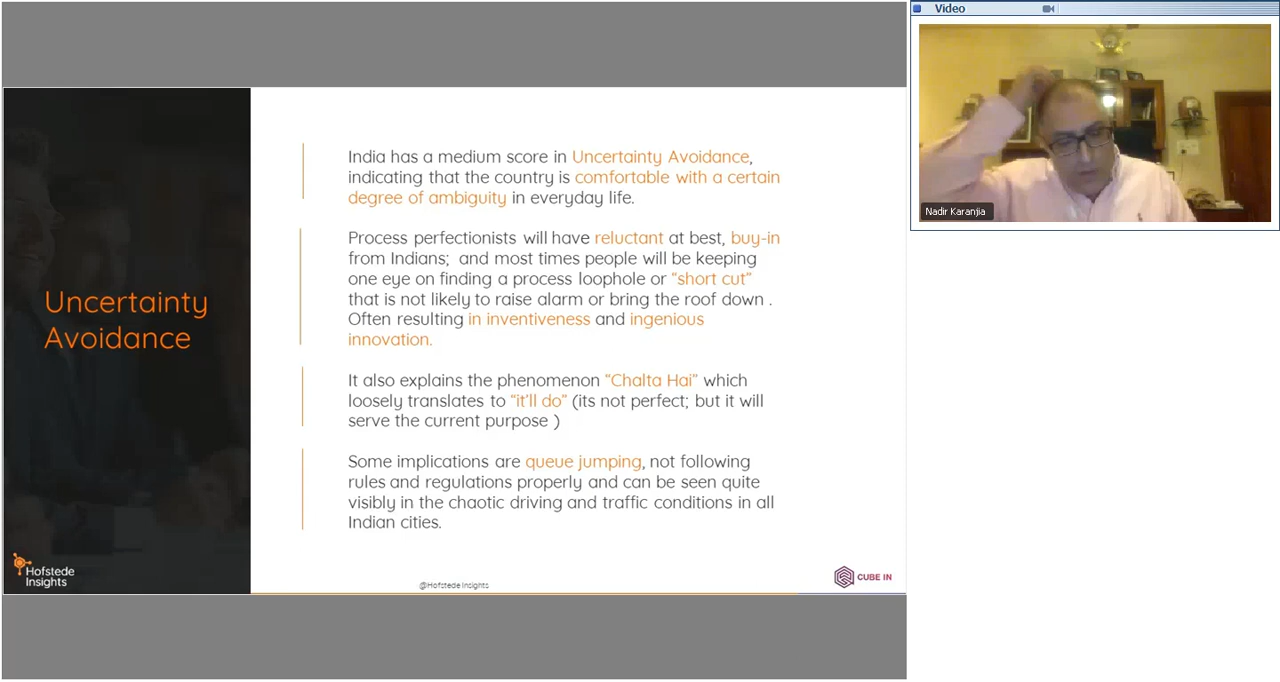 Video
Nadir Karanjia
Uncertainty
Avoidance
India has a medium score in Uncertainty Avoidance,
indicating that the country is comfortable with a certain
degree of ambiguity in everyday life.
Process perfectionists will have reluctant at best, buy-in
from Indians; and most times people will be keeping
one eye on finding a process loophole or “short cut”
that is not likely to raise alarm or bring the roof down .
Often resulting in inventiveness and ingenious
innovation.
It also explains the phenomenon “Chalta Hai” which
loosely translates to “it’ll do” (its not perfect; but it will
serve the current purpose )
Some implications are queue jumping, not following
rules and regulations properly and can be seen quite
visibly in the chaotic driving and traffic conditions in all
Indian cities.
Hofstede
Insights
@Hofstede Insights
CUBE IN